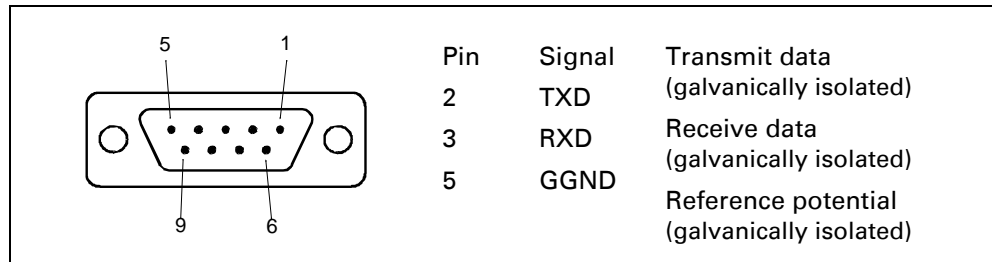 5 1
9 6
Pin Signal Transmit data
(galvanically isolated)
2 TXD
Receive data
3 RXD
(galvanically isolated)
5 GGND
Reference potential
(galvanically isolated)